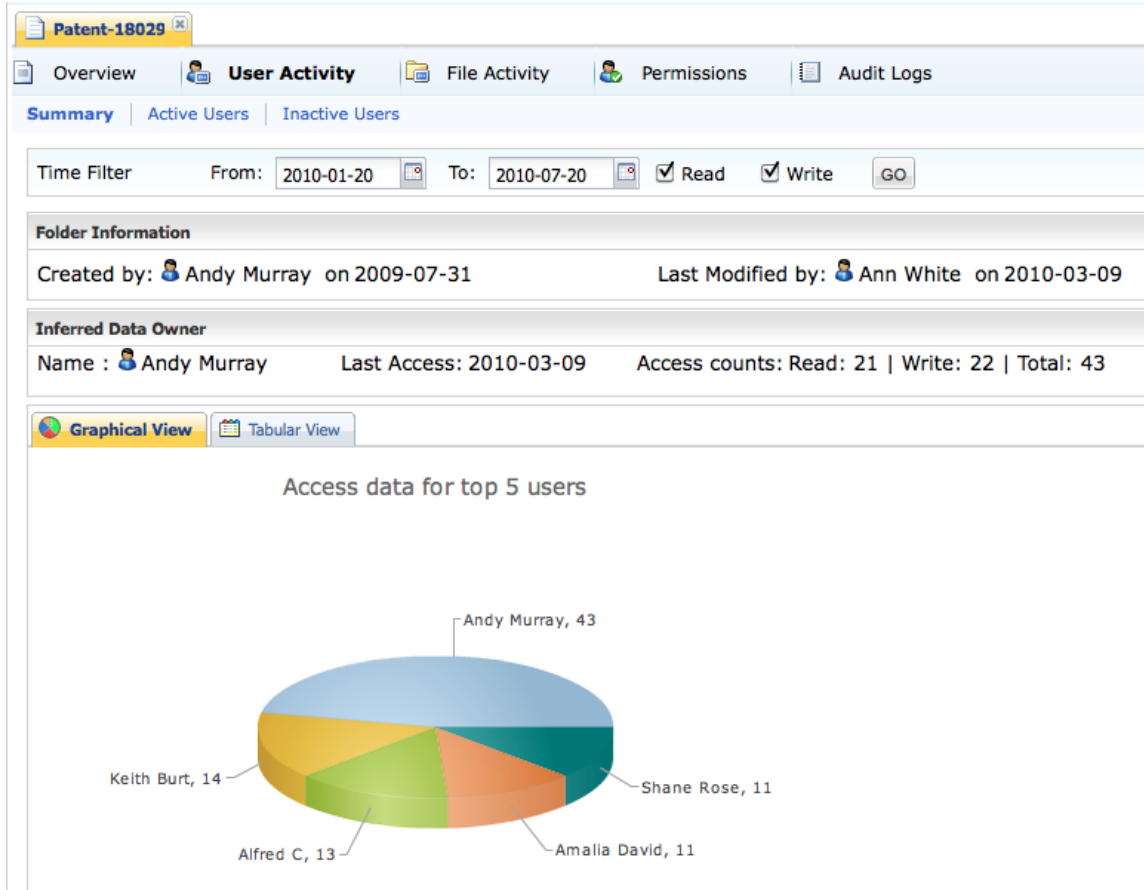 Patent-18029
Overview User Activity File Activity Permissions Audit Logs
Summary Active Users Inactive Users
Time Filter From: 2010-01-20 To: 2010-07-20 Read Write GO
Folder Information
Created by: Andy Murray on 2009-07-31 Last Modified by: Ann White on 2010-03-09
Inferred Data Owner
Name : Andy Murray Last Access: 2010-03-09 Access counts: Read: 21 | Write: 22 | Total: 43
Graphical View Tabular View
Access data for top 5 users
Andy Murray, 43
Keith Burt, 14
Shane Rose, 11
Alfred C, 13
Amalia David, 11